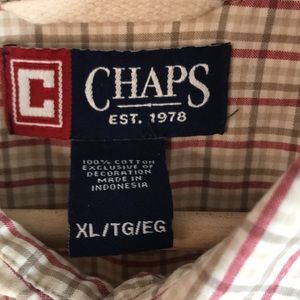 C
CHAPS
EST. 1978
100% COTTON
EXCLUSIVE OF
DECORATION
MADE IN
INDONESIA
XL/TG/EG